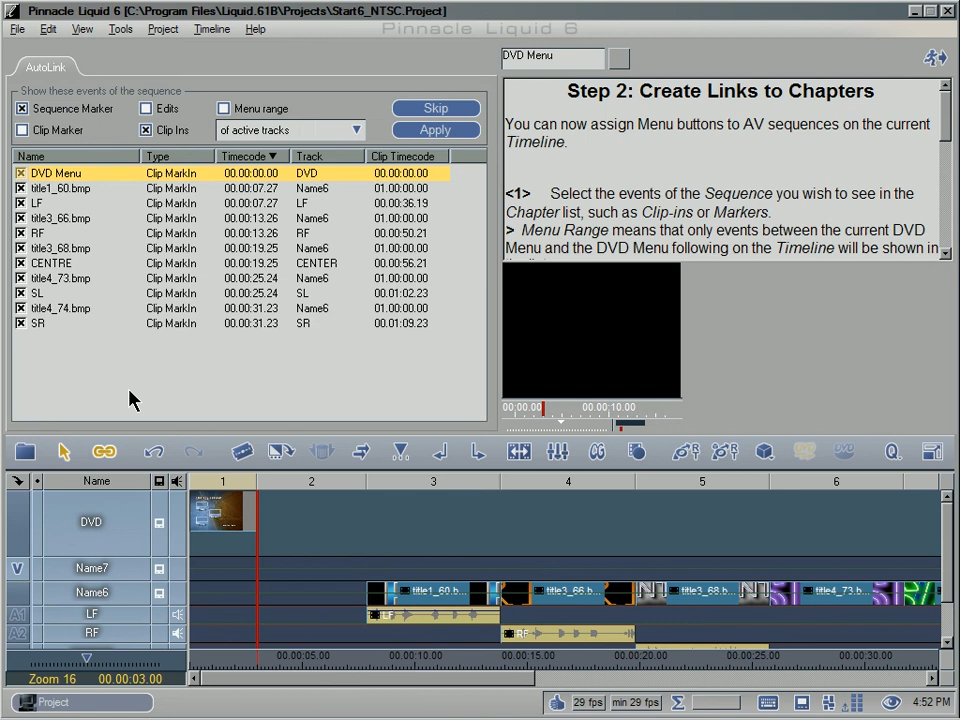 Pinnacle Liquid 6 [C:\Program Files\Liquid.61B\Projects\Start6_NTSC.Project]
File Edit View Tools Project Timeline Help
Pinnacle Liquid 6
AutoLink
Show these events of the sequence
Sequence Marker Edits Menu range Skip
Clip Marker Clip Ins of active tracks Apply
Name Type Timecode Track Clip Timecode
DVD Menu Clip MarkIn 00.00:00.00 DVD 00.00:00.00
title1_60.bmp Clip MarkIn 00.00:07.27 Name6 01.00:00.00
LF Clip MarkIn 00.00:07.27 LF 00.00:36.19
title3_66.bmp Clip MarkIn 00.00:13.26 Name6 01.00:00.00
RF Clip MarkIn 00.00:13.26 RF 00.00:50.21
title3_68.bmp Clip MarkIn 00.00:19.25 Name6 01.00:00.00
CENTRE Clip MarkIn 00.00:19.25 CENTER 00.00:56.21
title4_73.bmp Clip MarkIn 00.00:25.24 Name6 01.00:00.00
SL Clip MarkIn 00.00:25.24 SL 00.01:02.23
title4_74.bmp Clip MarkIn 00.00:31.23 Name6 01.00:00.00
SR Clip MarkIn 00.00:31.23 SR 00.01:09.23
DVD Menu
Step 2: Create Links to Chapters
You can now assign Menu buttons to AV sequences on the current
Timeline.
<1> Select the events of the Sequence you wish to see in the
Chapter list, such as Clip-ins or Markers.
> Menu Range means that only events between the current DVD
Menu and the DVD Menu following on the Timeline will be shown in
00:00.00 00.00:10.00
Name 1 2 3 4 5 6
DVD
V Name7
Name6 title1_60.b... title3_66.b... title3_68.b... title4_73.b...
A1 LF LF
A2 RF RF
00.00:05.00 00.00:10.00 00.00:15.00 00.00:20.00 00.00:25.00 00.00:30.00
Zoom 16 00.00:03.00
Project 29 fps min 29 fps 4:52 PM